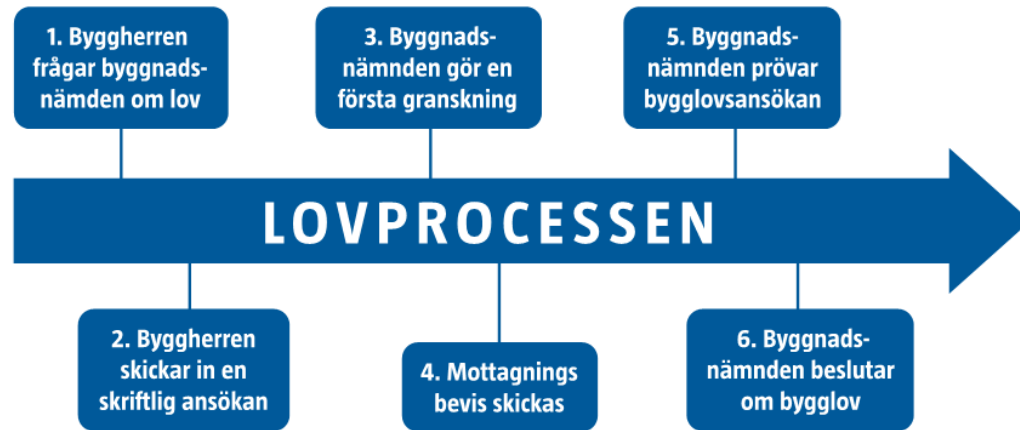 1. Byggherren
frågar byggnads-
nämden om lov
3. Byggnads-
nämnden gör en
första granskning
5. Byggnads-
nämnden prövar
bygglovsansökan
LOVPROCESSEN
2. Byggherren
skickar in en
skriftlig ansökan
4. Mottagnings
bevis skickas
6. Byggnads-
nämnden beslutar
om bygglov